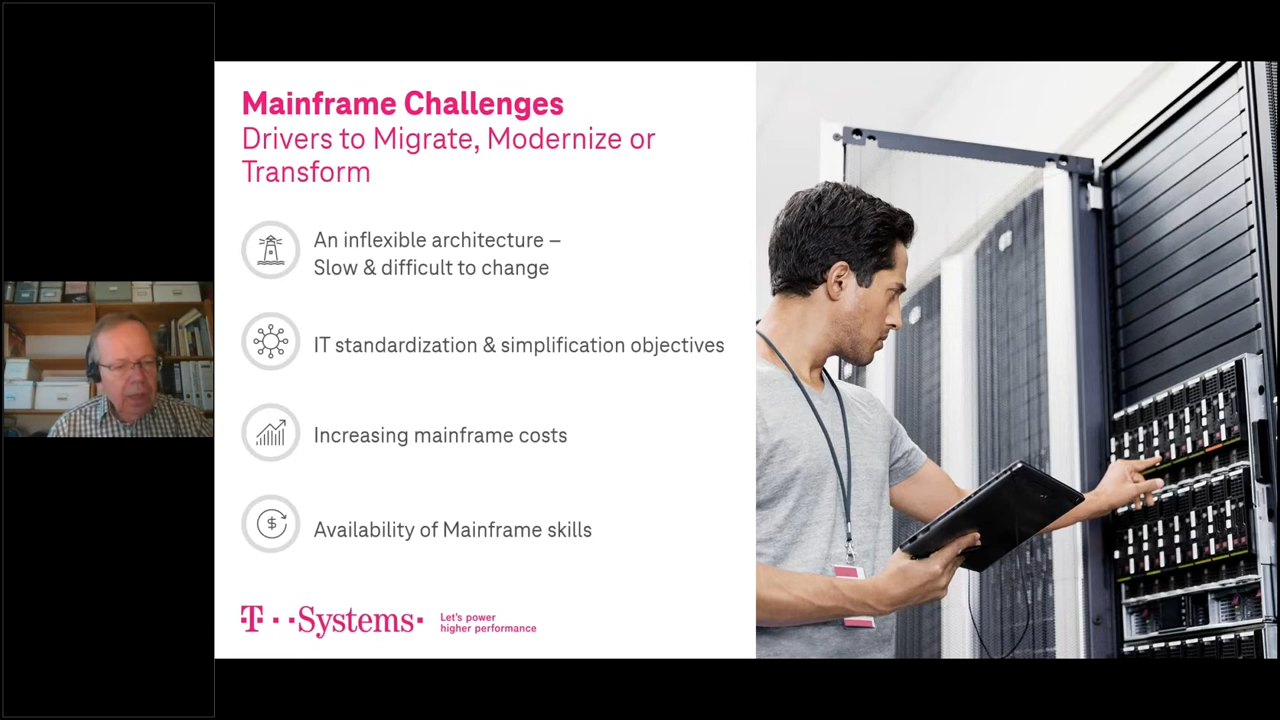 Mainframe Challenges
Drivers to Migrate, Modernize or
Transform
An inflexible architecture –
Slow & difficult to change
IT standardization & simplification objectives
Increasing mainframe costs
$
Availability of Mainframe skills
T · · Systems ·
Let's power
higher performance